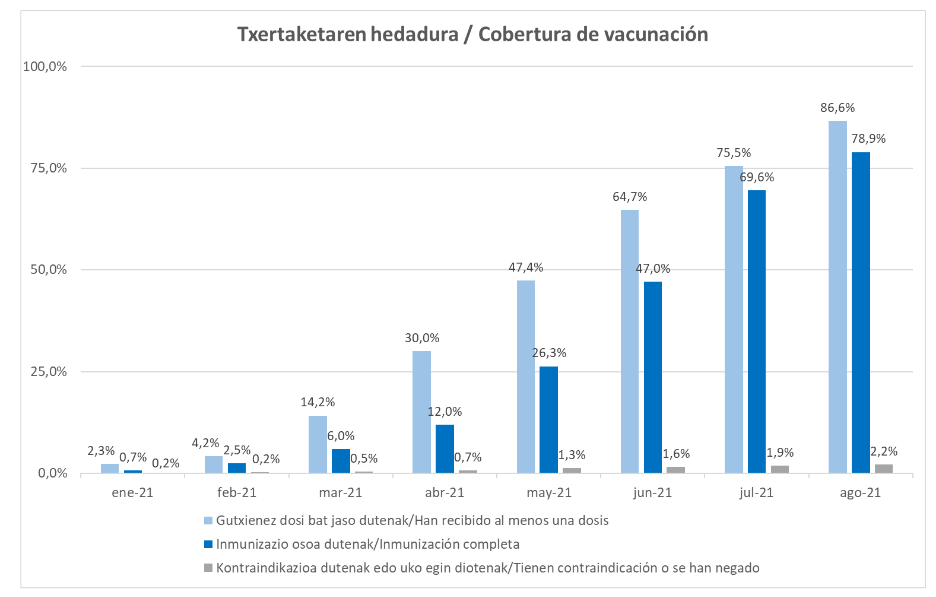 Txertaketaren hedadura / Cobertura de vacunación
100,0%
75,0%
50,0%
25,0%
0,0%
2,3%
0,7%
0,2%
4,2%
2,5%
0,2%
14,2%
6,0%
0,5%
30,0%
12,0%
0,7%
47,4%
26,3%
1,3%
64,7%
47,0%
1,6%
75,5%
69,6%
1,9%
86,6%
78,9%
2,2%
ene-21
feb-21
mar-21
abr-21
may-21
jun-21
jul-21
ago-21
Gutxienez dosi bat jaso dutenak/Han recibido al menos una dosis
Inmunizazio osoa dutenak/Inmunización completa
Kontraindikazioa dutenak edo uko egin diotenak/Tienen contraindicación o se han negado